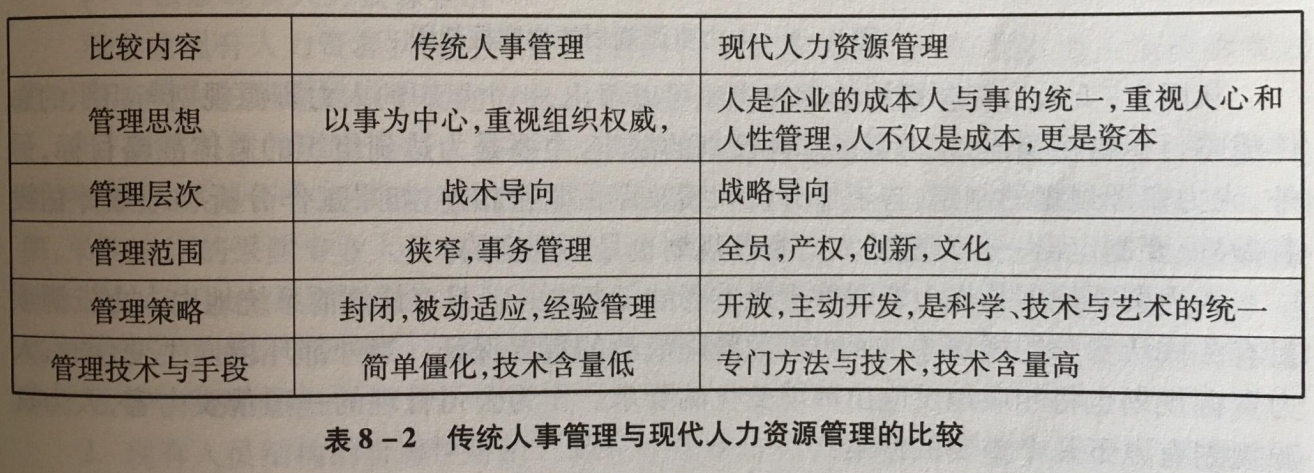 比较内容 传统人事管理 现代人力资源管理
管理思想 以事为中心,重视组织权威, 人是企业的成本人与事的统一,重视人心和
人性管理,人不仅是成本,更是资本
管理层次 战术导向 战略导向
管理范围 狭窄,事务管理 全员,产权,创新,文化
管理策略 封闭,被动适应,经验管理 开放,主动开发,是科学、技术与艺术的统一
管理技术与手段 简单僵化,技术含量低 专门方法与技术,技术含量高
表8-2 传统人事管理与现代人力资源管理的比较